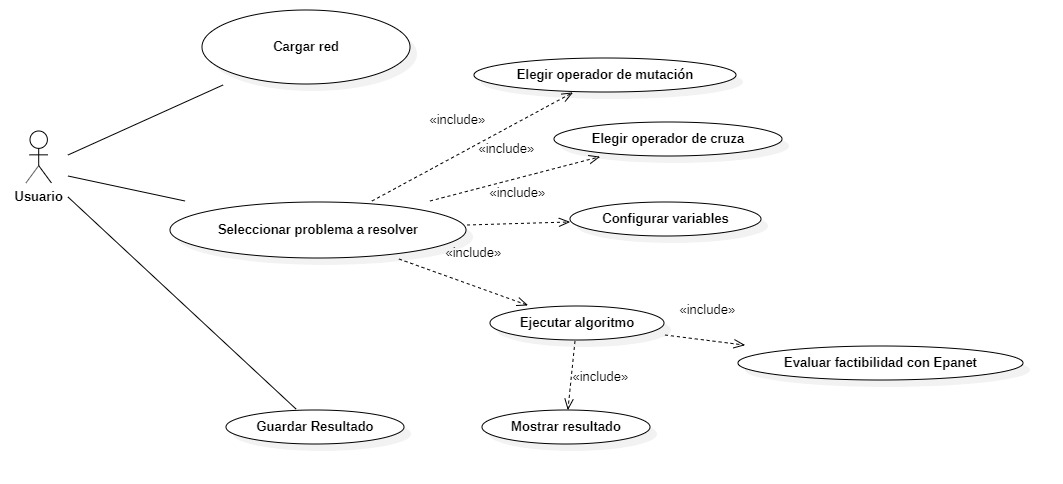 Cargar red
Elegir operador de mutación
«include»
Elegir operador de cruza
«include»
Usuario
«include»
Seleccionar problema a resolver
Configurar variables
«include»
Ejecutar algoritmo
«include»
Evaluar factibilidad con Epanet
«include»
Guardar Resultado
Mostrar resultado